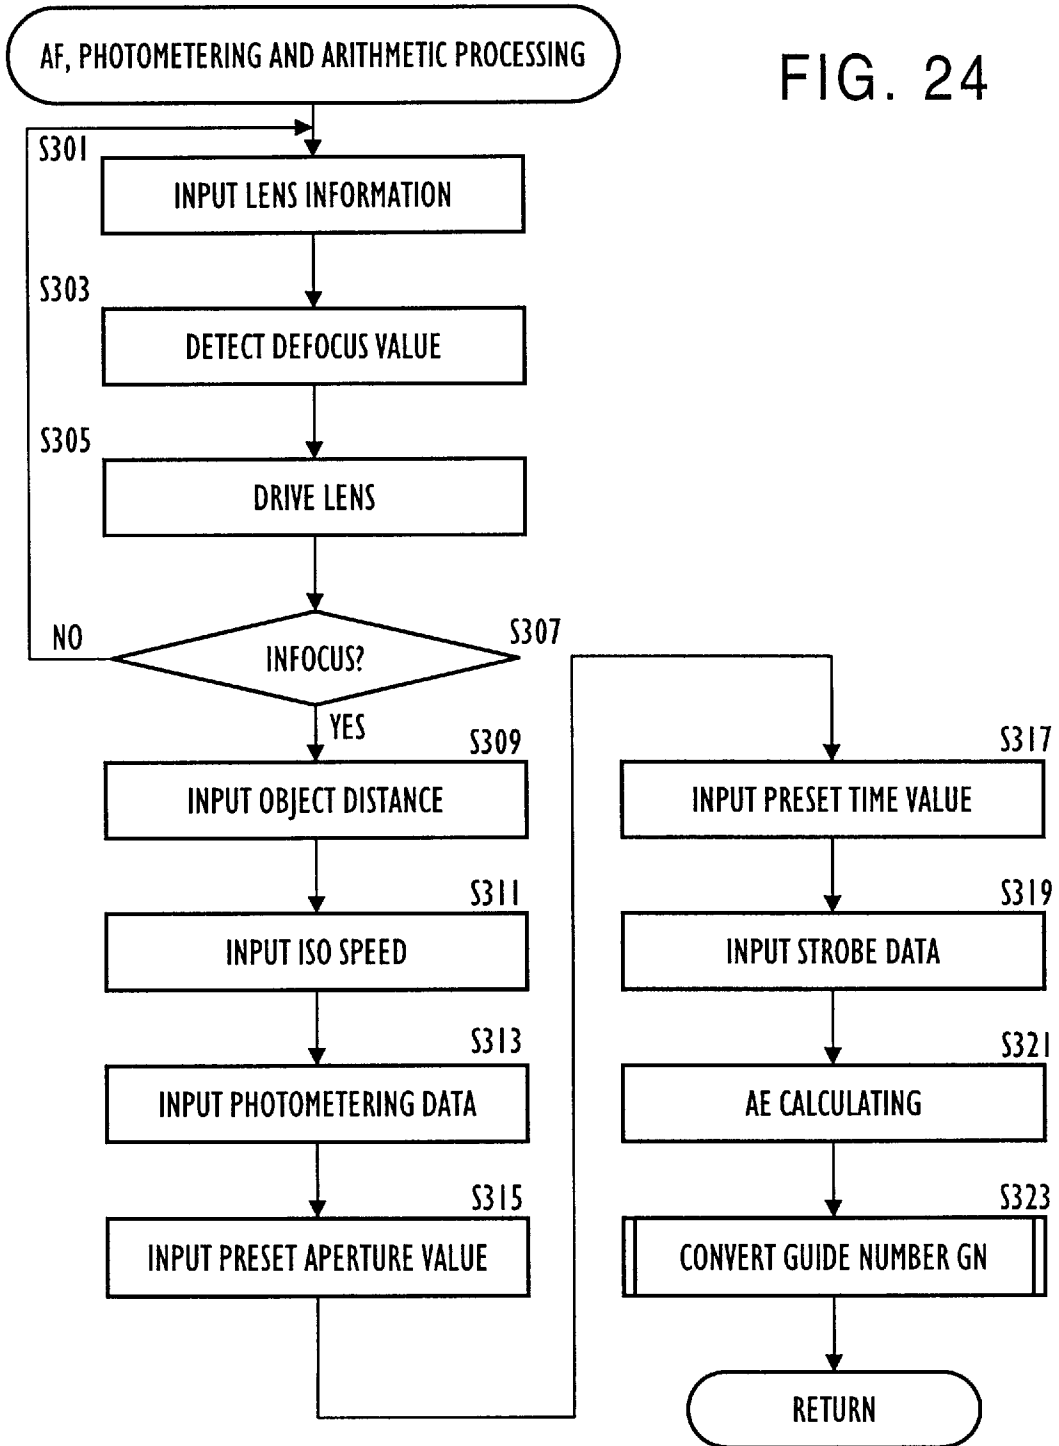 AF, PHOTOMETERING AND ARITHMETIC PROCESSING
FIG. 24
S301
INPUT LENS INFORMATION
S303
DETECT DEFOCUS VALUE
S305
DRIVE LENS
S307
INFOCUS?
NO
YES
S309
INPUT OBJECT DISTANCE
S311
INPUT ISO SPEED
S313
INPUT PHOTOMETERING DATA
S315
INPUT PRESET APERTURE VALUE
S317
INPUT PRESET TIME VALUE
S319
INPUT STROBE DATA
S321
AE CALCULATING
S323
CONVERT GUIDE NUMBER GN
RETURN